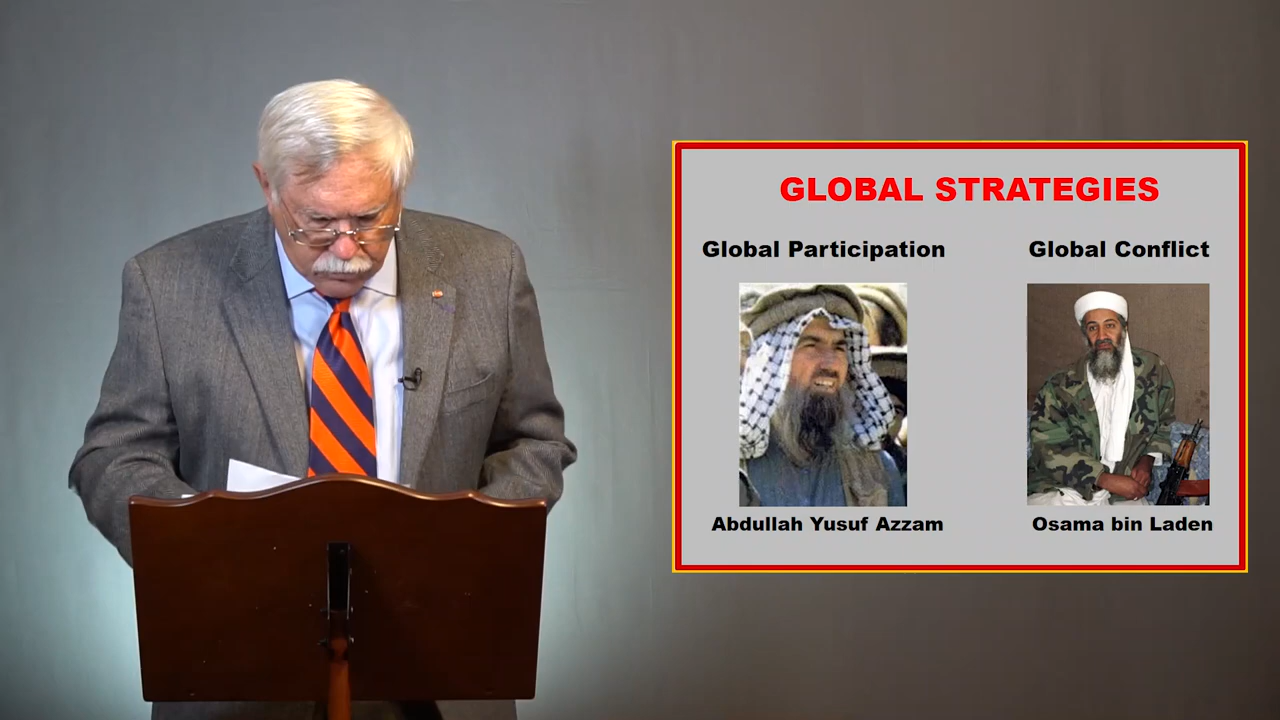 GLOBAL STRATEGIES
Global Participation
Global Conflict
Abdullah Yusuf Azzam
Osama bin Laden